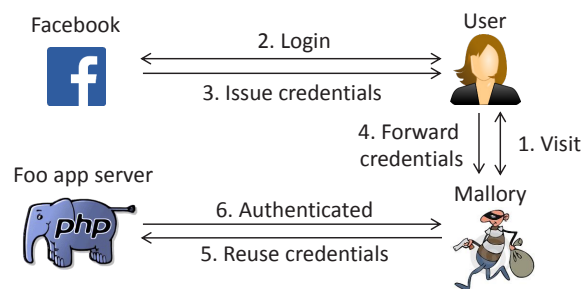 Facebook
User
2. Login
f
3. Issue credentials
4. Forward
credentials
1. Visit
Foo app server
Mallory
php
6. Authenticated
5. Reuse credentials